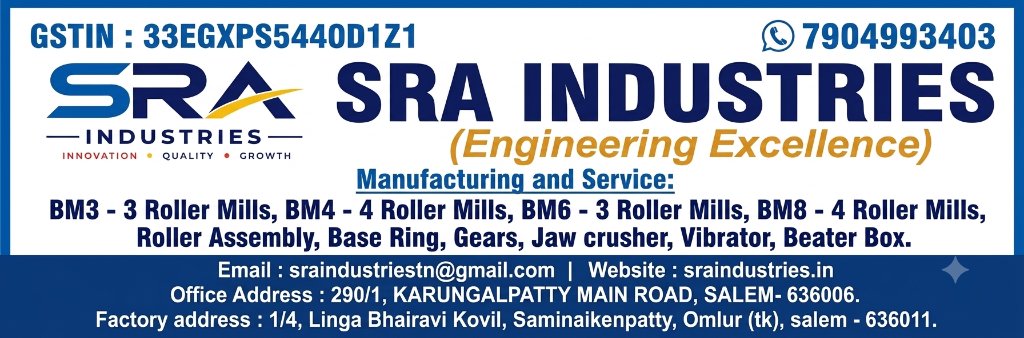 GSTIN : 33EGXPS5440D1Z1
7904993403
SRA
INDUSTRIES
INNOVATION • QUALITY • GROWTH
SRA INDUSTRIES
(Engineering Excellence)
Manufacturing and Service:
BM3 - 3 Roller Mills, BM4 - 4 Roller Mills, BM6 - 3 Roller Mills, BM8 - 4 Roller Mills,
Roller Assembly, Base Ring, Gears, Jaw crusher, Vibrator, Beater Box.
Email : sraindustriestn@gmail.com | Website : sraindustries.in
Office Address : 290/1, KARUNGALPATTY MAIN ROAD, SALEM- 636006.
Factory address : 1/4, Linga Bhairavi Kovil, Saminaikenpatty, Omlur (tk), salem - 636011.